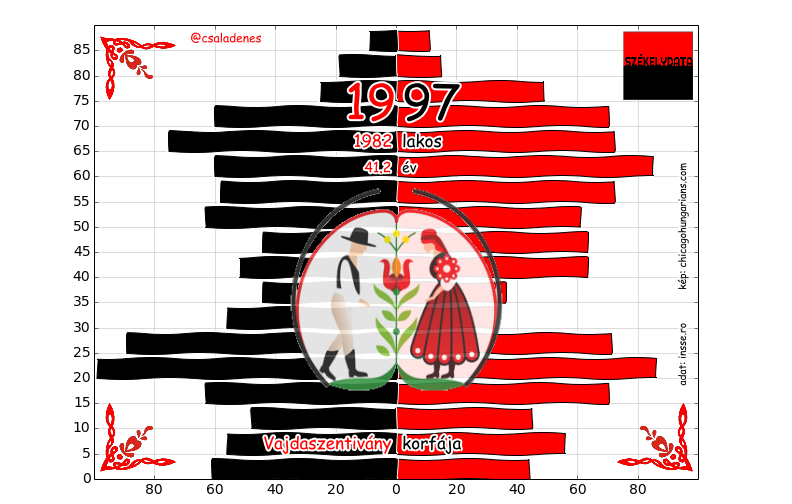 @csaladenes
SZÉKELYDATA
1997
1982 lakos
41,2 év
kép: chicagohungarians.com
adat: insse.ro
Vajdaszentivány korfája
85
80
75
70
65
60
55
50
45
40
35
30
25
20
15
10
5
0
80 60 40 20 0 20 40 60 80